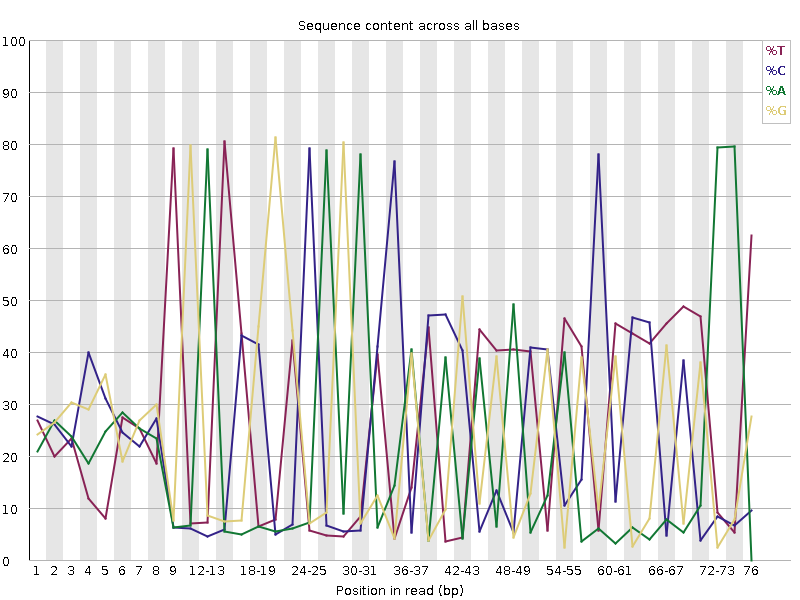 Sequence content across all bases
100
90
80
70
60
50
40
30
20
10
0
%T
%C
%A
%G
1 2 3 4 5 6 7 8 9 12-13 18-19 24-25 30-31 36-37 42-43 48-49 54-55 60-61 66-67 72-73 76
Position in read (bp)